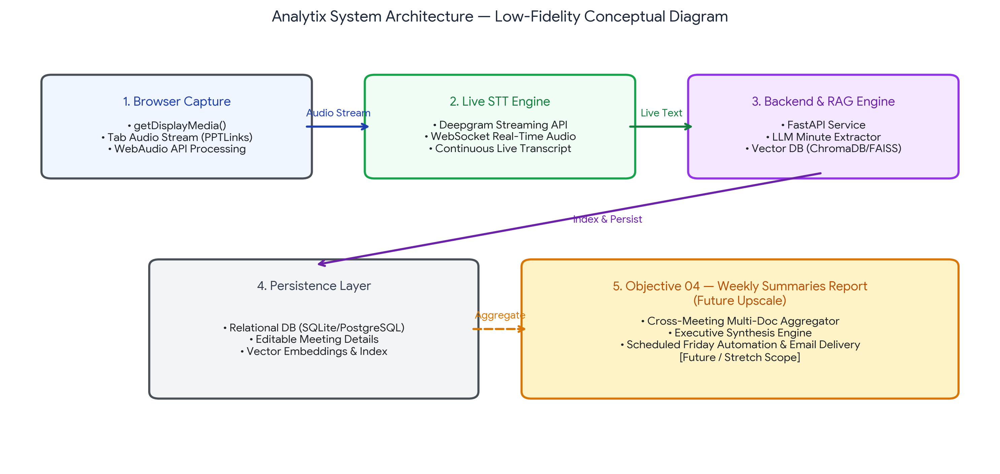 Analytix System Architecture — Low-Fidelity Conceptual Diagram
1. Browser Capture
• getDisplayMedia()
• Tab Audio Stream (PPTLinks)
• WebAudio API Processing
Audio Stream
2. Live STT Engine
• Deepgram Streaming API
• WebSocket Real-Time Audio
• Continuous Live Transcript
Live Text
3. Backend & RAG Engine
• FastAPI Service
• LLM Minute Extractor
• Vector DB (ChromaDB/FAISS)
Index & Persist
4. Persistence Layer
• Relational DB (SQLite/PostgreSQL)
• Editable Meeting Details
• Vector Embeddings & Index
Aggregate
5. Objective 04 — Weekly Summaries Report
(Future Upscale)
• Cross-Meeting Multi-Doc Aggregator
• Executive Synthesis Engine
• Scheduled Friday Automation & Email Delivery
[Future / Stretch Scope]